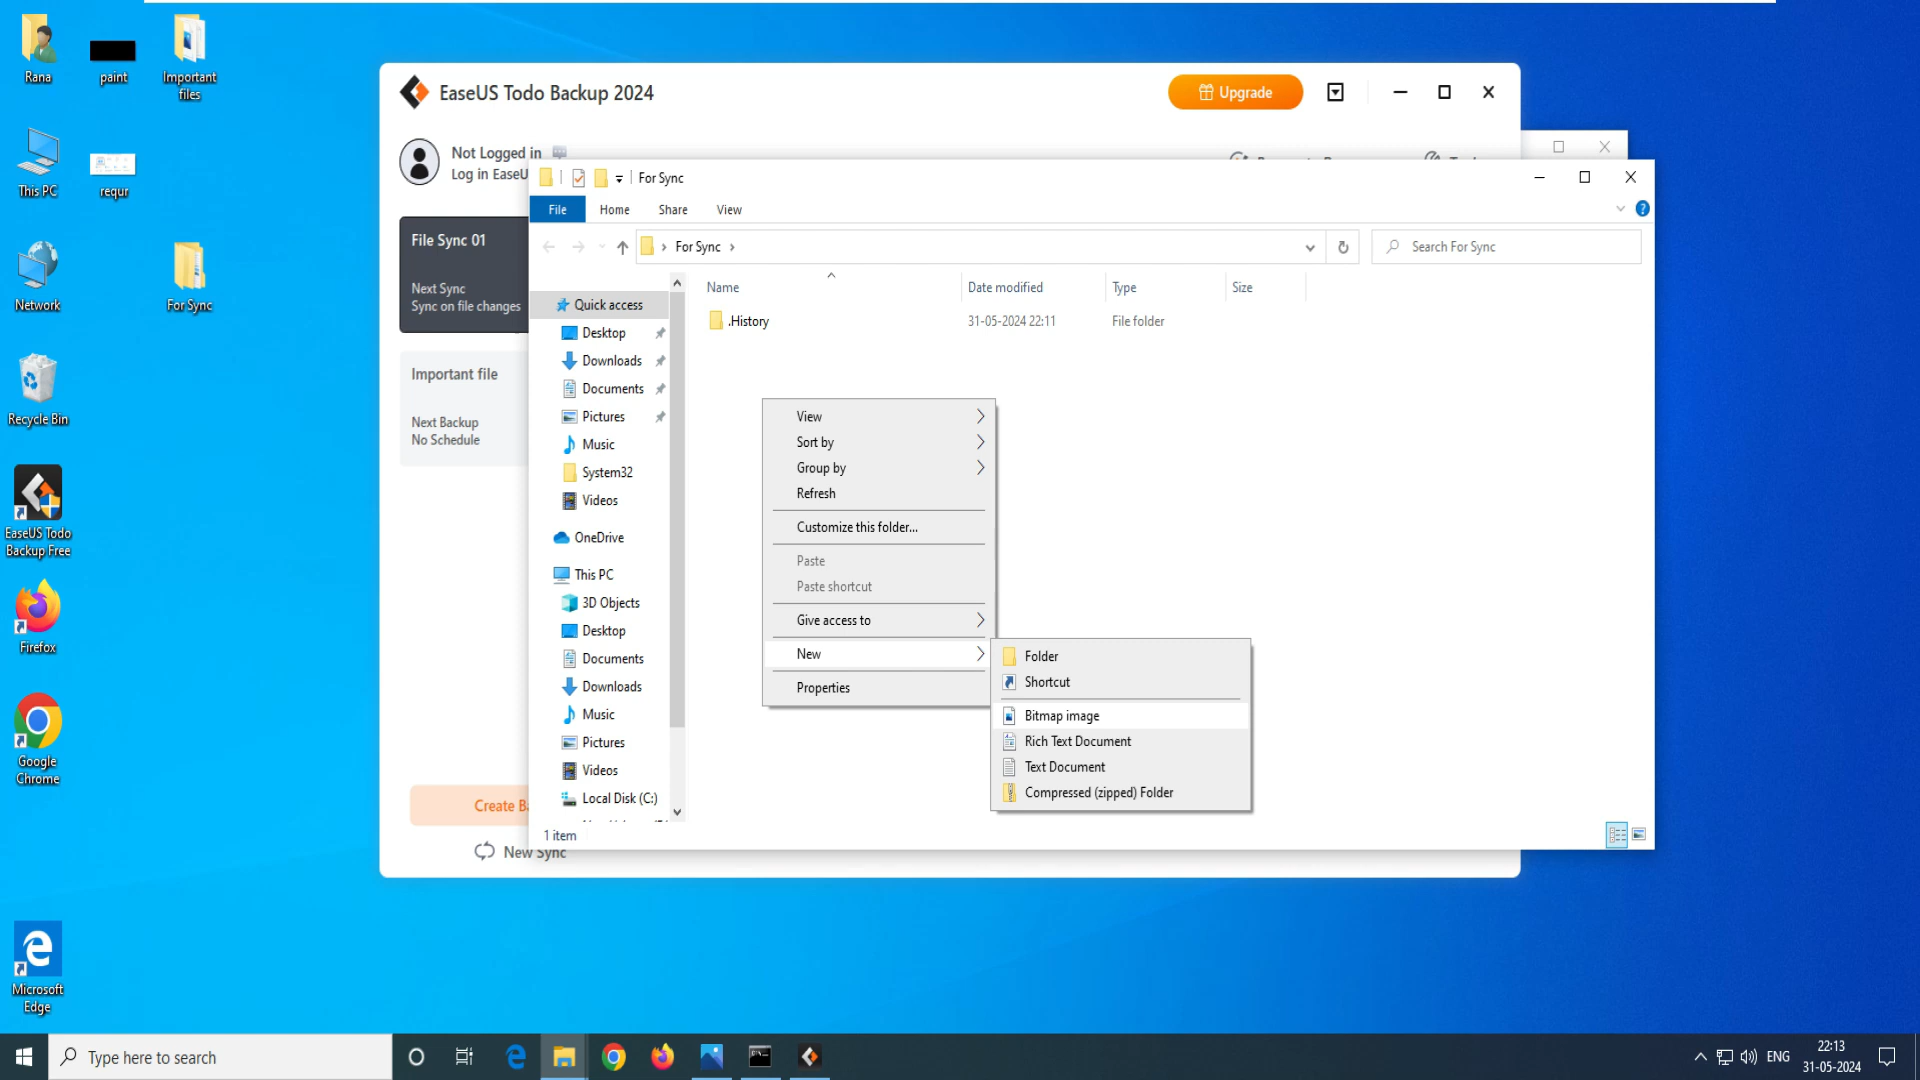 Rana
paint
Important
files
This PC
requr
Network
For Sync
Recycle Bin
EaseUS Todo
Backup Free
Firefox
Google
Chrome
Microsoft
Edge
EaseUS Todo Backup 2024
Upgrade
Not Logged in
Log in EaseU
File Sync 01
Next Sync
Sync on file changes
Important file
Next Backup
No Schedule
Create Ba
New Sync
For Sync
File
Home
Share
View
For Sync
Search For Sync
Quick access
Desktop
Downloads
Documents
Pictures
Music
System32
Videos
OneDrive
This PC
3D Objects
Desktop
Documents
Downloads
Music
Pictures
Videos
Local Disk (C:)
Name
Date modified
Type
Size
.History
31-05-2024 22:11
File folder
View
Sort by
Group by
Refresh
Customize this folder...
Paste
Paste shortcut
Give access to
New
Properties
Folder
Shortcut
Bitmap image
Rich Text Document
Text Document
Compressed (zipped) Folder
1 item
Type here to search
ENG
22:13
31-05-2024